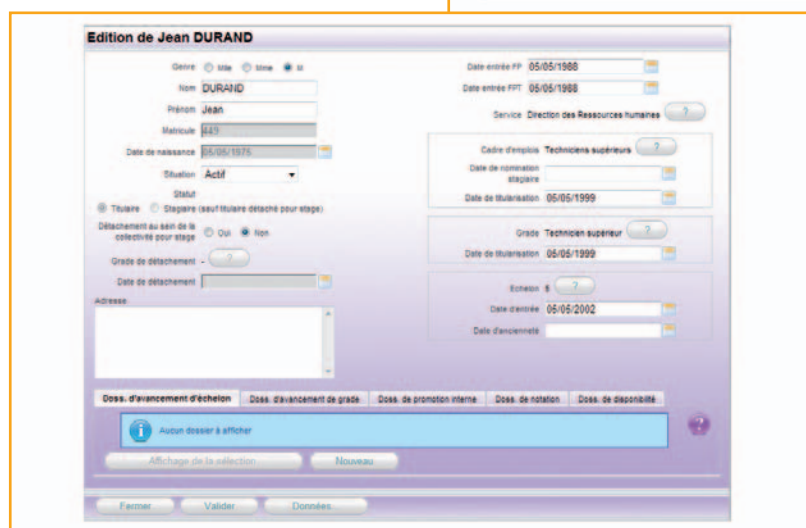 Edition de Jean DURAND
Genre Mlle Mme M
Nom DURAND
Prénom Jean
Matricule 449
Date de naissance 05/05/1975
Situation Actif
Statut
Titulaire Stagiaire (sauf titulaire détaché pour stage)
Détachement au sein de la
collectivité pour stage Oui Non
Grade de détachement - ?
Date de détachement
Adresse
Date entrée FP 05/05/1988
Date entrée FPT 05/05/1988
Service Direction des Ressources humaines ?
Cadre d'emplois Techniciens supérieurs ?
Date de nomination
stagiaire
Date de titularisation 05/05/1999
Grade Technicien supérieur ?
Date de titularisation 05/05/1999
Echelon 5 ?
Date d'entrée 05/05/2002
Date d'ancienneté
Doss. d'avancement d'échelon Doss. d'avancement de grade Doss. de promotion interne Doss. de notation Doss. de disponibilité
Aucun dossier à afficher
?
Affichage de la sélection Nouveau
Fermer Valider Données